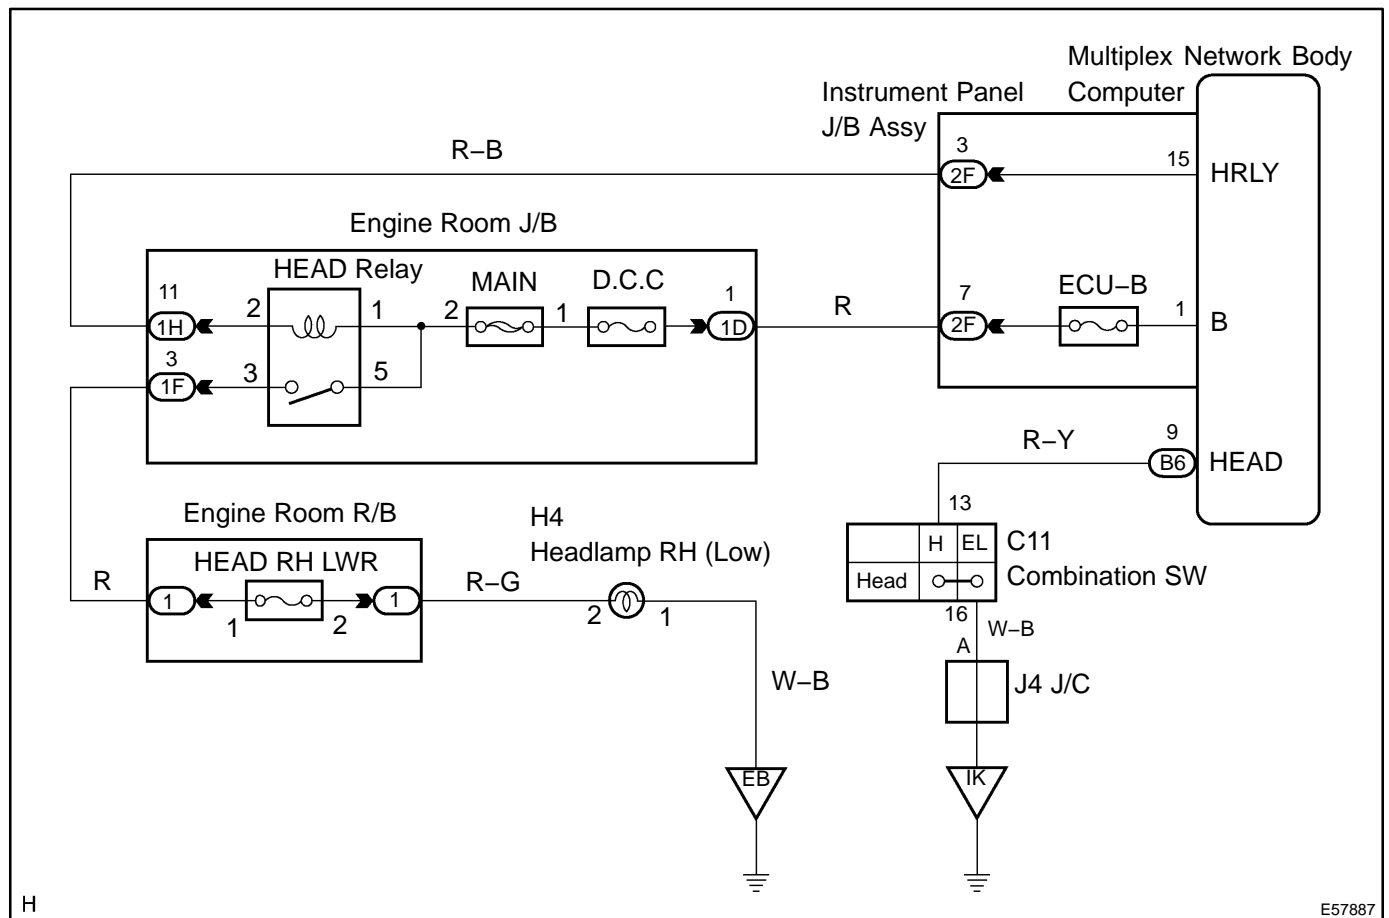 Multiplex Network Body
Computer
Instrument Panel
J/B Assy
R–B
3
2F
15
HRLY
Engine Room J/B
HEAD Relay
MAIN
D.C.C
11
1H
2
1
2
1
1
1D
R
7
2F
ECU–B
1
B
3
1F
3
5
R–Y
9
B6
HEAD
13
H
EL
Head
C11
Combination SW
16
W–B
A
J4 J/C
IK
Engine Room R/B
HEAD RH LWR
R
1
1
2
1
R–G
H4
Headlamp RH (Low)
2
1
W–B
EB
H
E57887